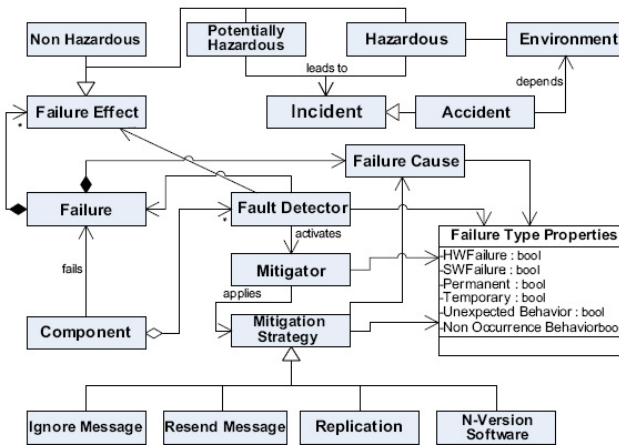 Non Hazardous
Potentially
Hazardous
Hazardous
Environment
leads to
depends
Failure Effect
*
Incident
Accident
Failure Cause
Failure
Fault Detector
*
activates
Failure Type Properties
HWFailure : bool
SWFailure : bool
Permanent : bool
Temporary : bool
Unexpected Behavior : bool
Non Occurrence Behaviorbool
fails
Mitigator
applies
Component
Mitigation
Strategy
Ignore Message
Resend Message
Replication
N-Version
Software